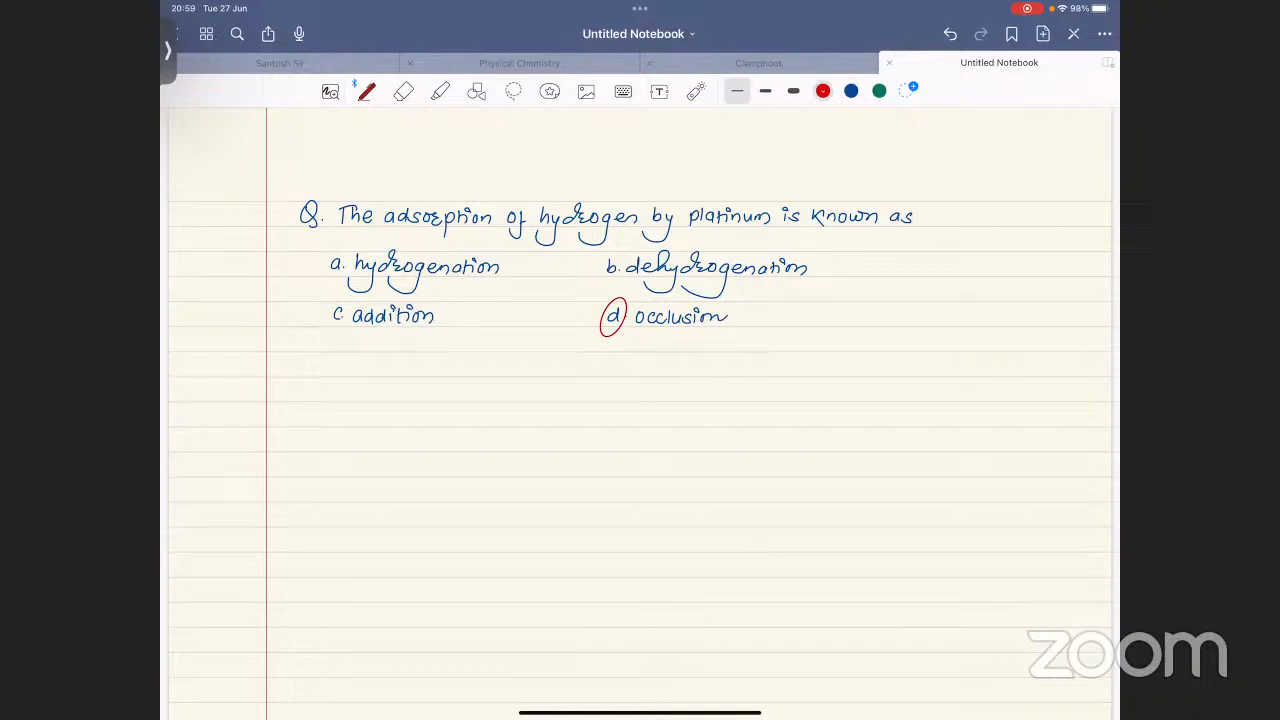 20:59 Tue 27 Jun
98%
Untitled Notebook
Santosh Sir
Physical Chemistry
Clamphook
Untitled Notebook
Q. The adsorption of hydrogen by platinum is known as
a. hydrogenation b. dehydrogenation
c. addition d. occlusion
zoom